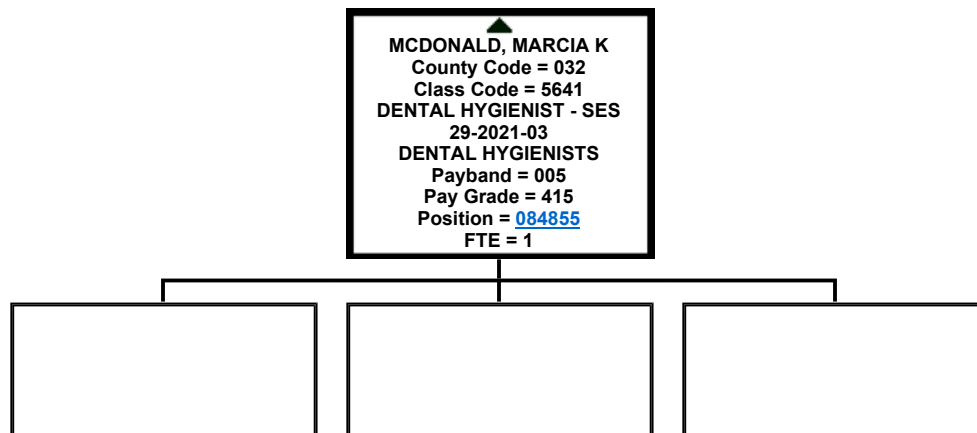 MCDONALD, MARCIA K
County Code = 032
Class Code = 5641
DENTAL HYGIENIST - SES
29-2021-03
DENTAL HYGIENISTS
Payband = 005
Pay Grade = 415
Position = 084855
FTE = 1